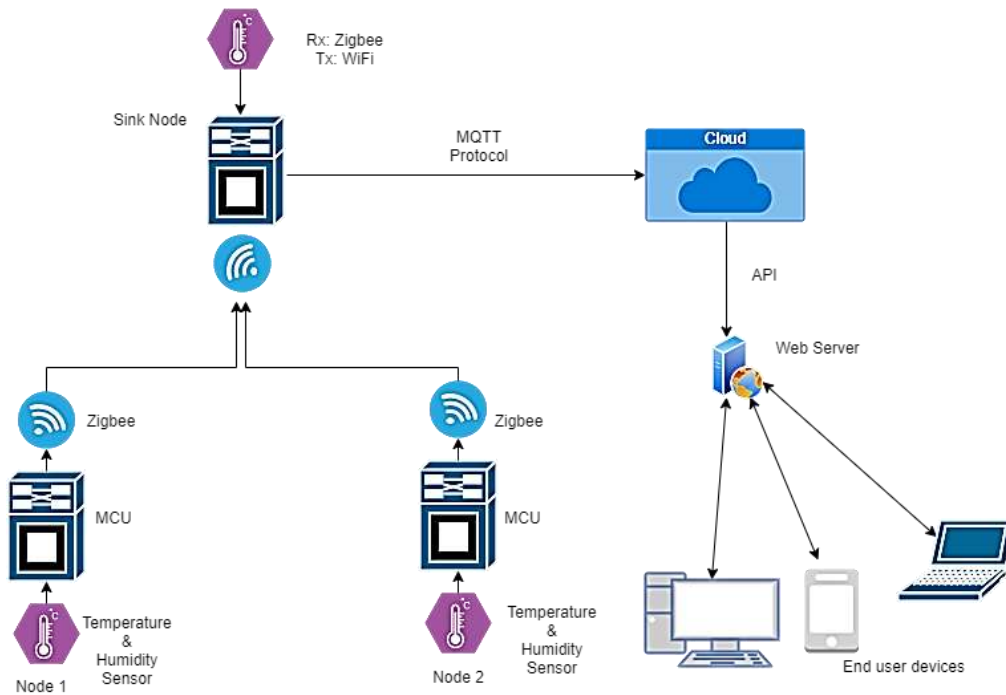 °C
Rx: Zigbee
Tx: WiFi
Sink Node
MQTT
Protocol
Cloud
API
Web Server
Zigbee
Zigbee
MCU
MCU
°C
Temperature
&
Humidity
Sensor
Node 1
°C
Temperature
&
Humidity
Sensor
Node 2
End user devices